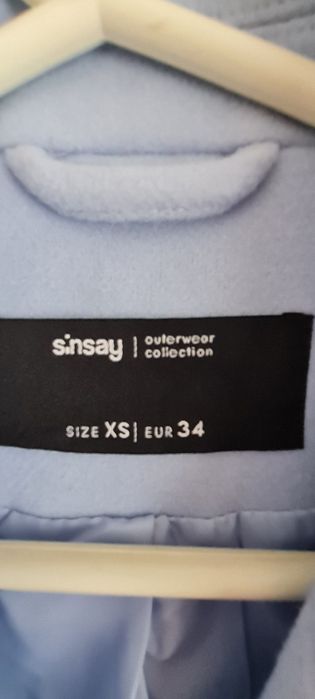 sinsay | outerwear
collection
SIZE XS | EUR 34